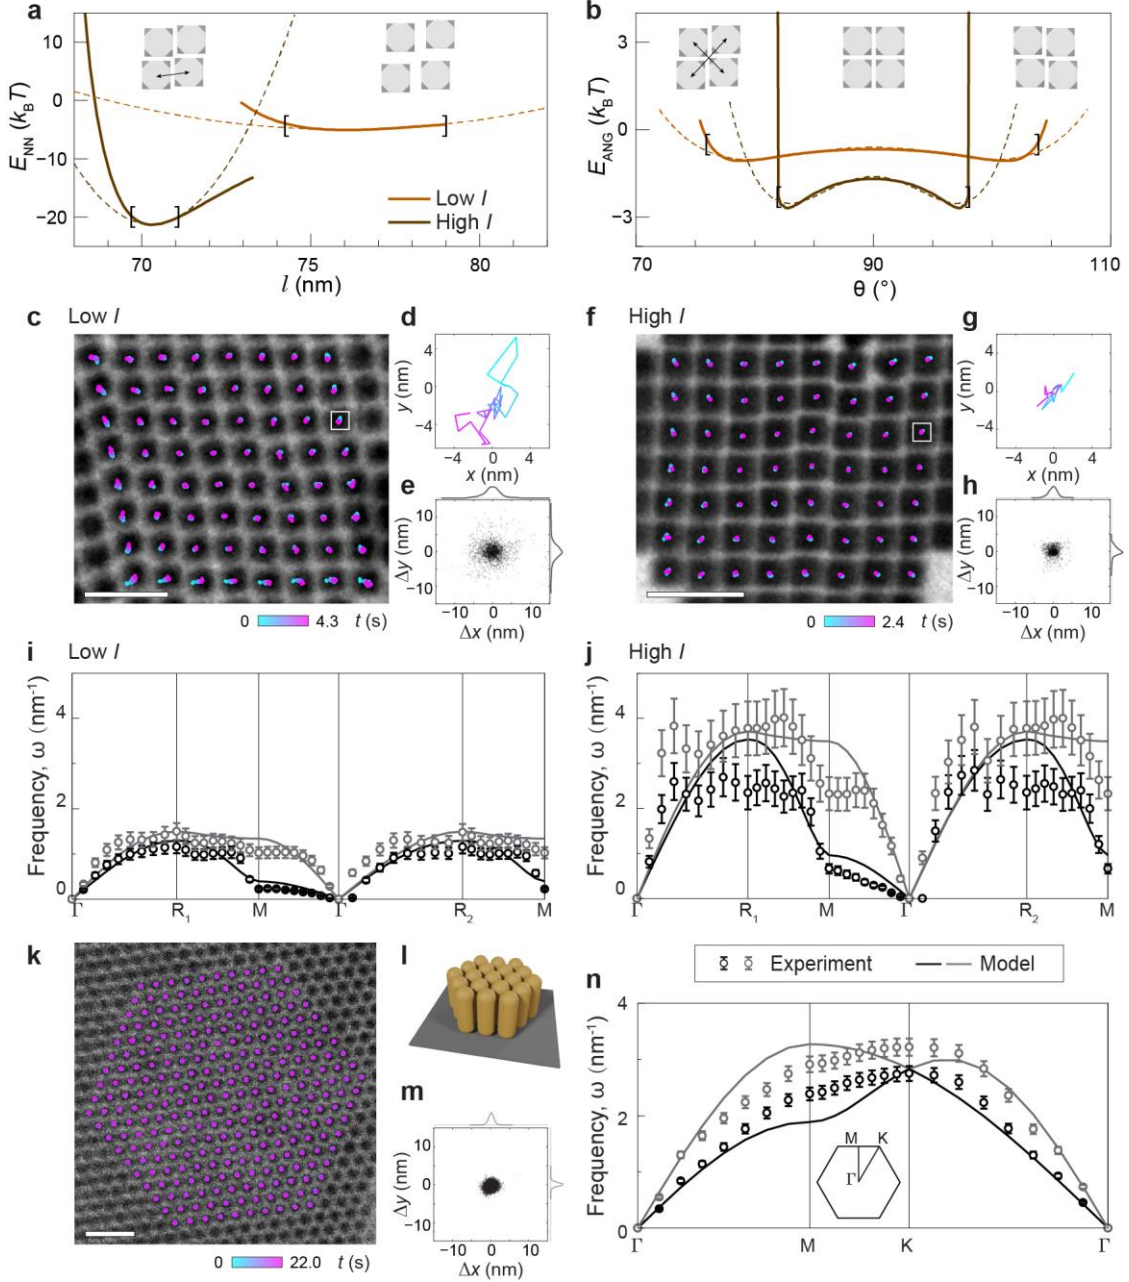 a
15
10
0
−10
−20
E_NN (k_BT)
70
75
80
l (nm)
Low I
High I
b
3
0
−3
E_ANG (k_BT)
70
80
90
100
110
θ (°)
c Low I
0 4.3 t (s)
d
4
0
−4
y (nm)
−4 0 4
x (nm)
e
10
0
−10
Δy (nm)
−10 0 10
Δx (nm)
f High I
0 2.4 t (s)
g
4
0
−4
y (nm)
−4 0 4
x (nm)
h
10
0
−10
Δy (nm)
−10 0 10
Δx (nm)
i Low I
Frequency, ω (nm⁻¹)
4
2
0
Γ R₁ M Γ R₂ M
j High I
Frequency, ω (nm⁻¹)
4
2
0
Γ R₁ M Γ R₂ M
Experiment Model
k
0 22.0 t (s)
l
m
10
0
−10
Δy (nm)
−10 0 10
Δx (nm)
n
Frequency, ω (nm⁻¹)
4
2
0
M K
Γ
Γ M K Γ